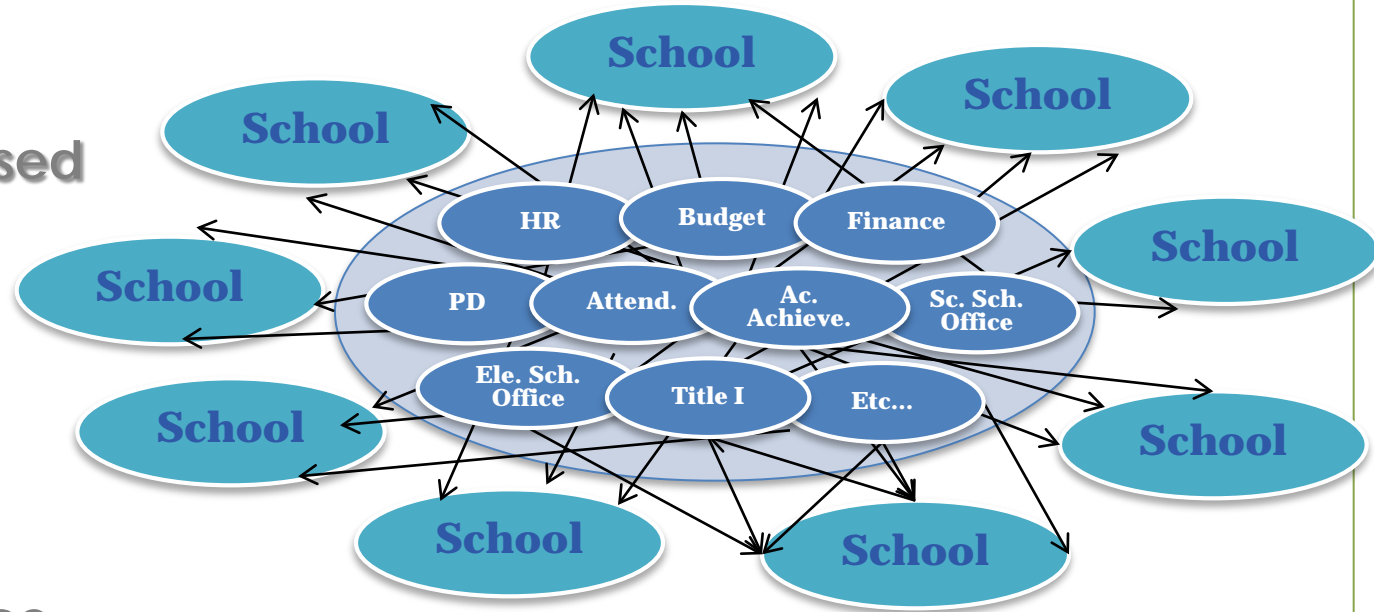 School
School
School
sed
HR
Budget
Finance
School
School
PD
Attend.
Ac.
Achieve.
Sc. Sch.
Office
Ele. Sch.
Office
Title I
Etc...
School
School
School
School